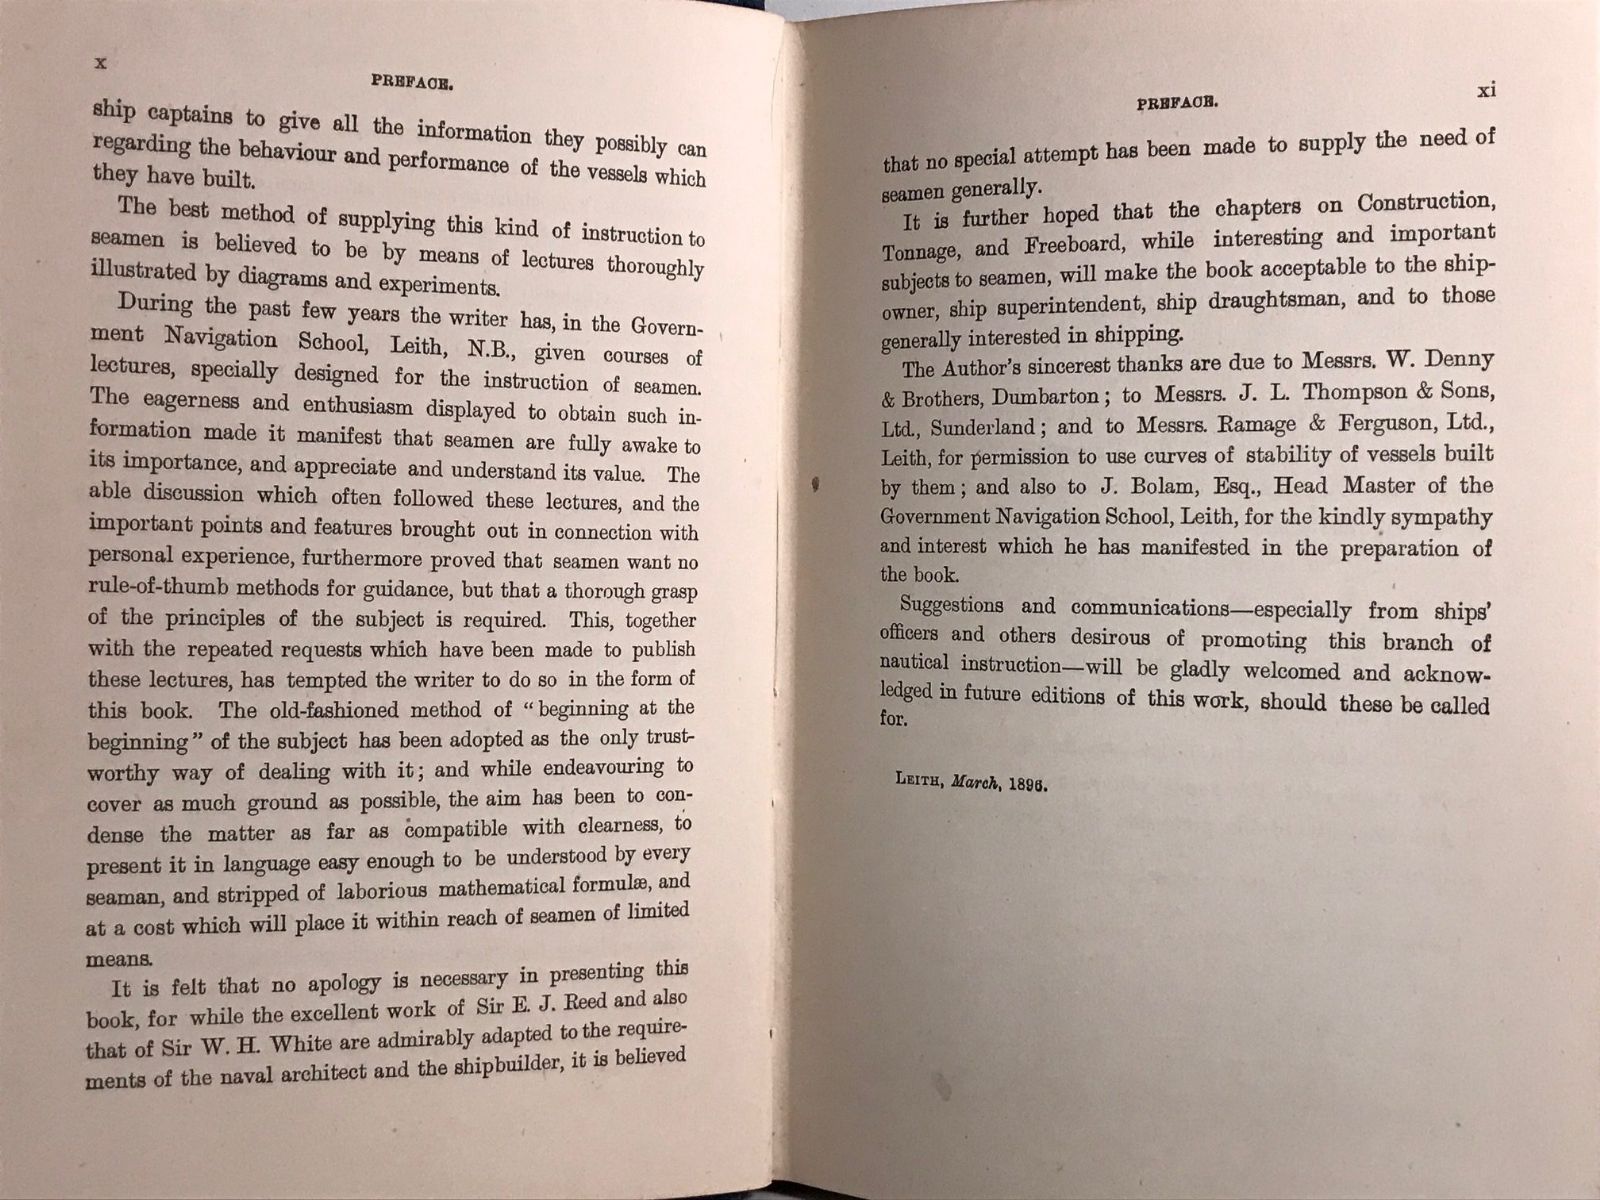 x
PREFACE.
ship captains to give all the information they possibly can
regarding the behaviour and performance of the vessels which
they have built.
The best method of supplying this kind of instruction to
seamen is believed to be by means of lectures thoroughly
illustrated by diagrams and experiments.
During the past few years the writer has, in the Govern-
ment Navigation School, Leith, N.B., given courses of
lectures, specially designed for the instruction of seamen.
The eagerness and enthusiasm displayed to obtain such in-
formation made it manifest that seamen are fully awake to
its importance, and appreciate and understand its value. The
able discussion which often followed these lectures, and the
important points and features brought out in connection with
personal experience, furthermore proved that seamen want no
rule-of-thumb methods for guidance, but that a thorough grasp
of the principles of the subject is required. This, together
with the repeated requests which have been made to publish
these lectures, has tempted the writer to do so in the form of
this book. The old-fashioned method of “beginning at the
beginning” of the subject has been adopted as the only trust-
worthy way of dealing with it; and while endeavouring to
cover as much ground as possible, the aim has been to con-
dense the matter as far as compatible with clearness, to
present it in language easy enough to be understood by every
seaman, and stripped of laborious mathematical formulæ, and
at a cost which will place it within reach of seamen of limited
means.
It is felt that no apology is necessary in presenting this
book, for while the excellent work of Sir E. J. Reed and also
that of Sir W. H. White are admirably adapted to the require-
ments of the naval architect and the shipbuilder, it is believed
PREFACE.
xi
that no special attempt has been made to supply the need of
seamen generally.
It is further hoped that the chapters on Construction,
Tonnage, and Freeboard, while interesting and important
subjects to seamen, will make the book acceptable to the ship-
owner, ship superintendent, ship draughtsman, and to those
generally interested in shipping.
The Author's sincerest thanks are due to Messrs. W. Denny
& Brothers, Dumbarton; to Messrs. J. L. Thompson & Sons,
Ltd., Sunderland; and to Messrs. Ramage & Ferguson, Ltd.,
Leith, for permission to use curves of stability of vessels built
by them; and also to J. Bolam, Esq., Head Master of the
Government Navigation School, Leith, for the kindly sympathy
and interest which he has manifested in the preparation of
the book.
Suggestions and communications—especially from ships'
officers and others desirous of promoting this branch of
nautical instruction—will be gladly welcomed and acknow-
ledged in future editions of this work, should these be called
for.
LEITH, March, 1896.